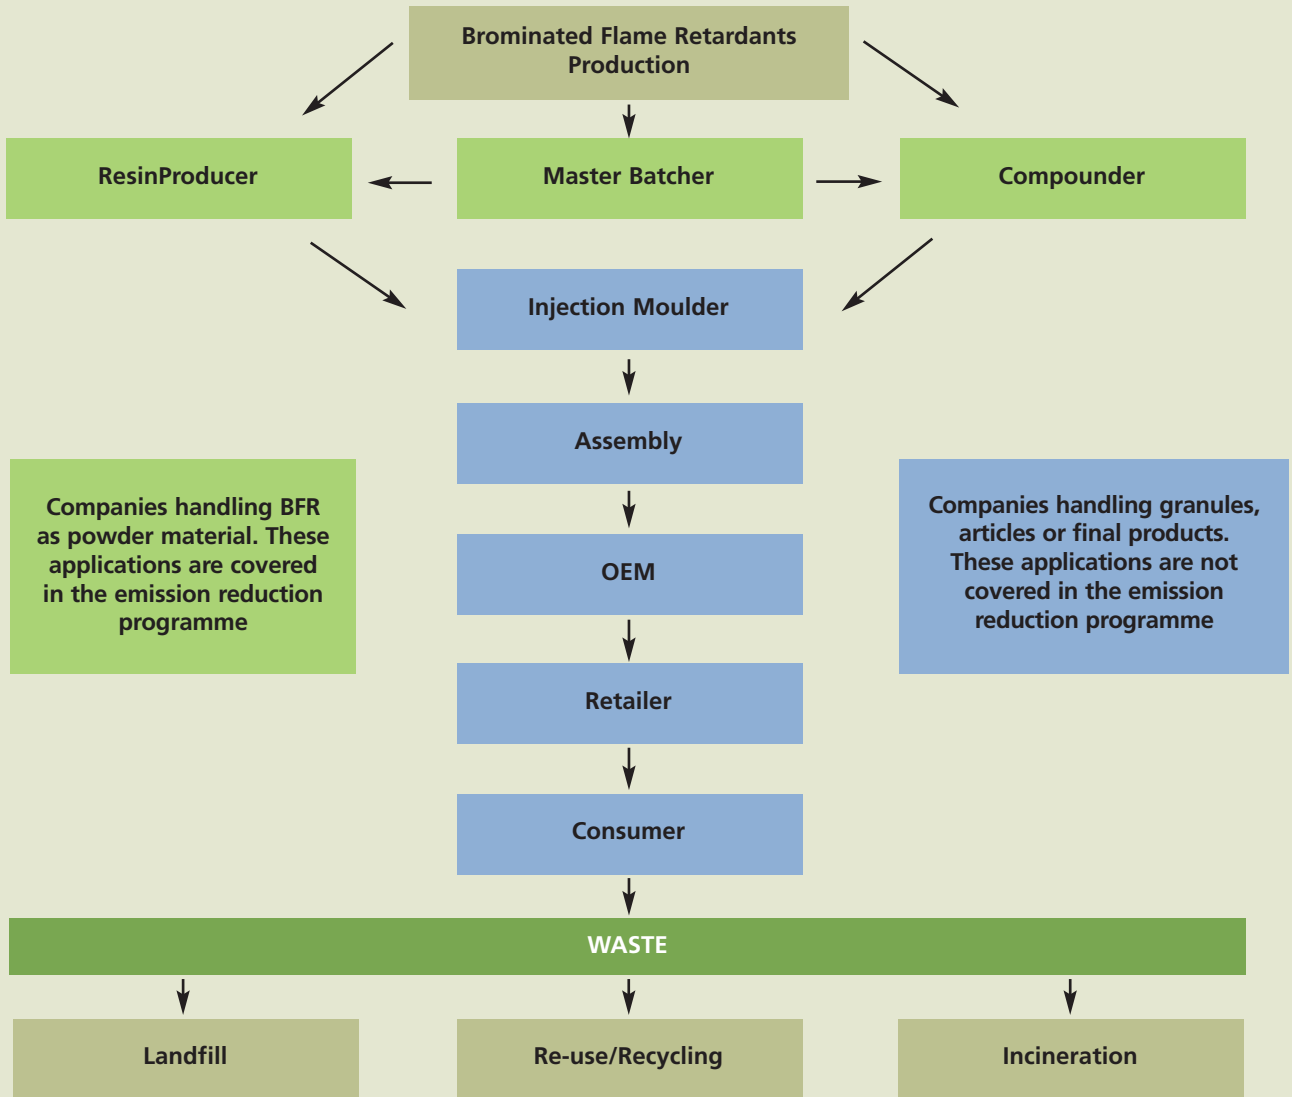 Brominated Flame Retardants
Production
ResinProducer
Master Batcher
Compounder
Injection Moulder
Assembly
Companies handling BFR
as powder material. These
applications are covered
in the emission reduction
programme
Companies handling granules,
articles or final products.
These applications are not
covered in the emission
reduction programme
OEM
Retailer
Consumer
WASTE
Landfill
Re-use/Recycling
Incineration